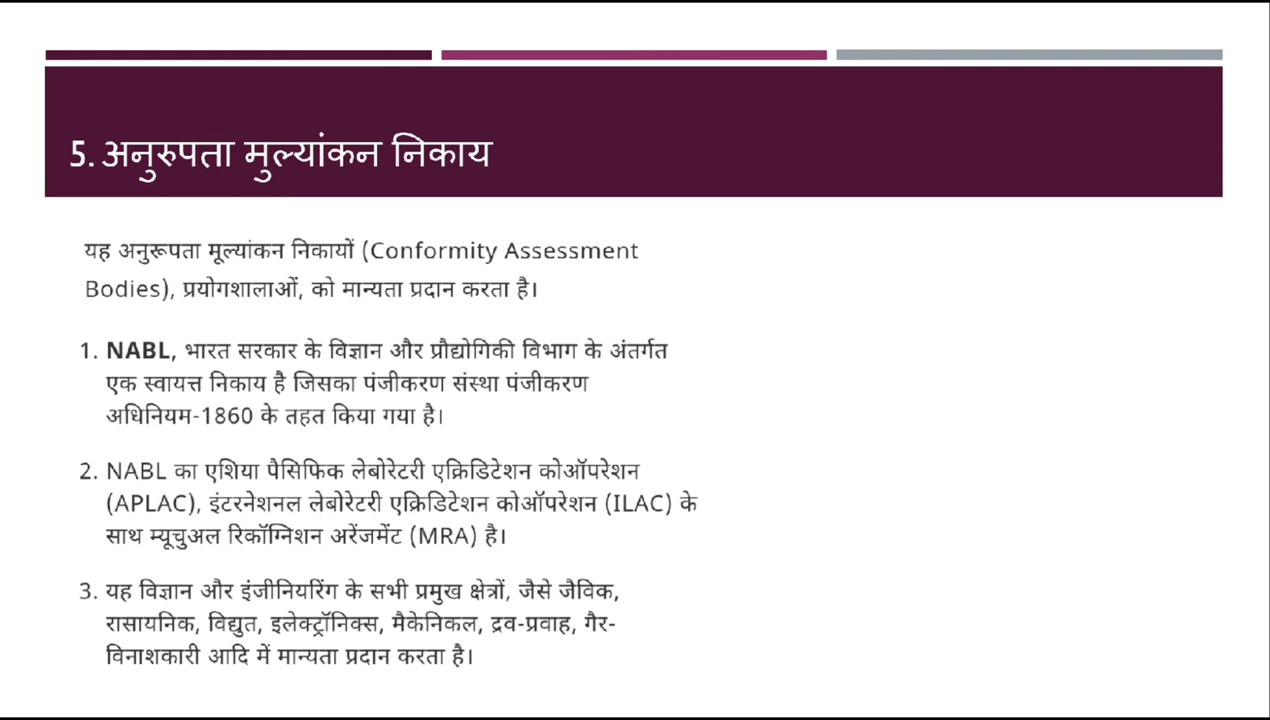 5. अनुरुपता मुल्यांकन निकाय
यह अनुरूपता मूल्यांकन निकायों (Conformity Assessment
Bodies), प्रयोगशालाओं, को मान्यता प्रदान करता है।
1. NABL, भारत सरकार के विज्ञान और प्रौद्योगिकी विभाग के अंतर्गत
एक स्वायत्त निकाय है जिसका पंजीकरण संस्था पंजीकरण
अधिनियम-1860 के तहत किया गया है।
2. NABL का एशिया पैसिफिक लेबोरेटरी एक्रिडिटेशन कोऑपरेशन
(APLAC), इंटरनेशनल लेबोरेटरी एक्रिडिटेशन कोऑपरेशन (ILAC) के
साथ म्यूचुअल रिकॉग्निशन अरेंजमेंट (MRA) है।
3. यह विज्ञान और इंजीनियरिंग के सभी प्रमुख क्षेत्रों, जैसे जैविक,
रासायनिक, विद्युत, इलेक्ट्रॉनिक्स, मैकेनिकल, द्रव-प्रवाह, गैर-
विनाशकारी आदि में मान्यता प्रदान करता है।